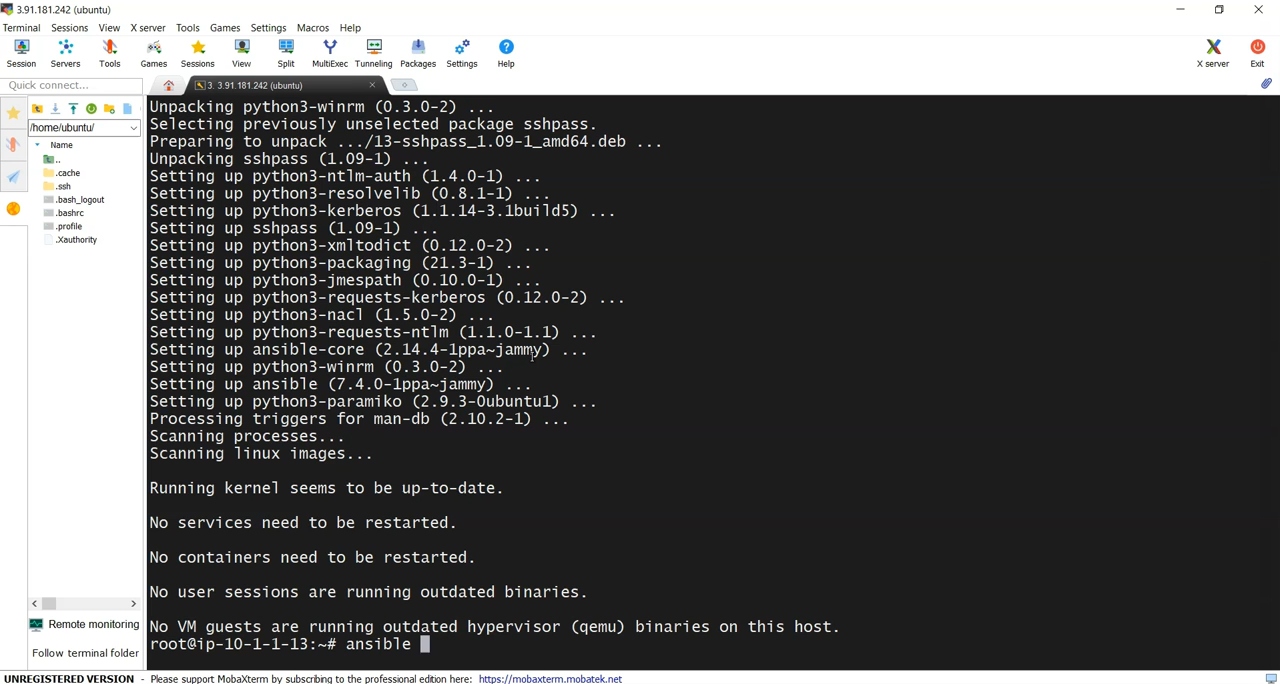 3.91.181.242 (ubuntu)
Terminal Sessions View X server Tools Games Settings Macros Help
Session Servers Tools Games Sessions View Split MultiExec Tunneling Packages Settings Help X server Exit
Quick connect...
3. 3.91.181.242 (ubuntu)
/home/ubuntu/
Name
..
.cache
.ssh
.bash_logout
.bashrc
.profile
.Xauthority
Remote monitoring
Follow terminal folder
Unpacking python3-winrm (0.3.0-2) ...
Selecting previously unselected package sshpass.
Preparing to unpack .../13-sshpass_1.09-1_amd64.deb ...
Unpacking sshpass (1.09-1) ...
Setting up python3-ntlm-auth (1.4.0-1) ...
Setting up python3-resolvelib (0.8.1-1) ...
Setting up python3-kerberos (1.1.14-3.1build5) ...
Setting up sshpass (1.09-1) ...
Setting up python3-xmltodict (0.12.0-2) ...
Setting up python3-packaging (21.3-1) ...
Setting up python3-jmespath (0.10.0-1) ...
Setting up python3-requests-kerberos (0.12.0-2) ...
Setting up python3-nacl (1.5.0-2) ...
Setting up python3-requests-ntlm (1.1.0-1.1) ...
Setting up ansible-core (2.14.4-1ppa~jammy) ...
Setting up python3-winrm (0.3.0-2) ...
Setting up ansible (7.4.0-1ppa~jammy) ...
Setting up python3-paramiko (2.9.3-0ubuntu1) ...
Processing triggers for man-db (2.10.2-1) ...
Scanning processes...
Scanning linux images...
Running kernel seems to be up-to-date.
No services need to be restarted.
No containers need to be restarted.
No user sessions are running outdated binaries.
No VM guests are running outdated hypervisor (qemu) binaries on this host.
root@ip-10-1-1-13:~# ansible
UNREGISTERED VERSION - Please support MobaXterm by subscribing to the professional edition here: https://mobaxterm.mobatek.net